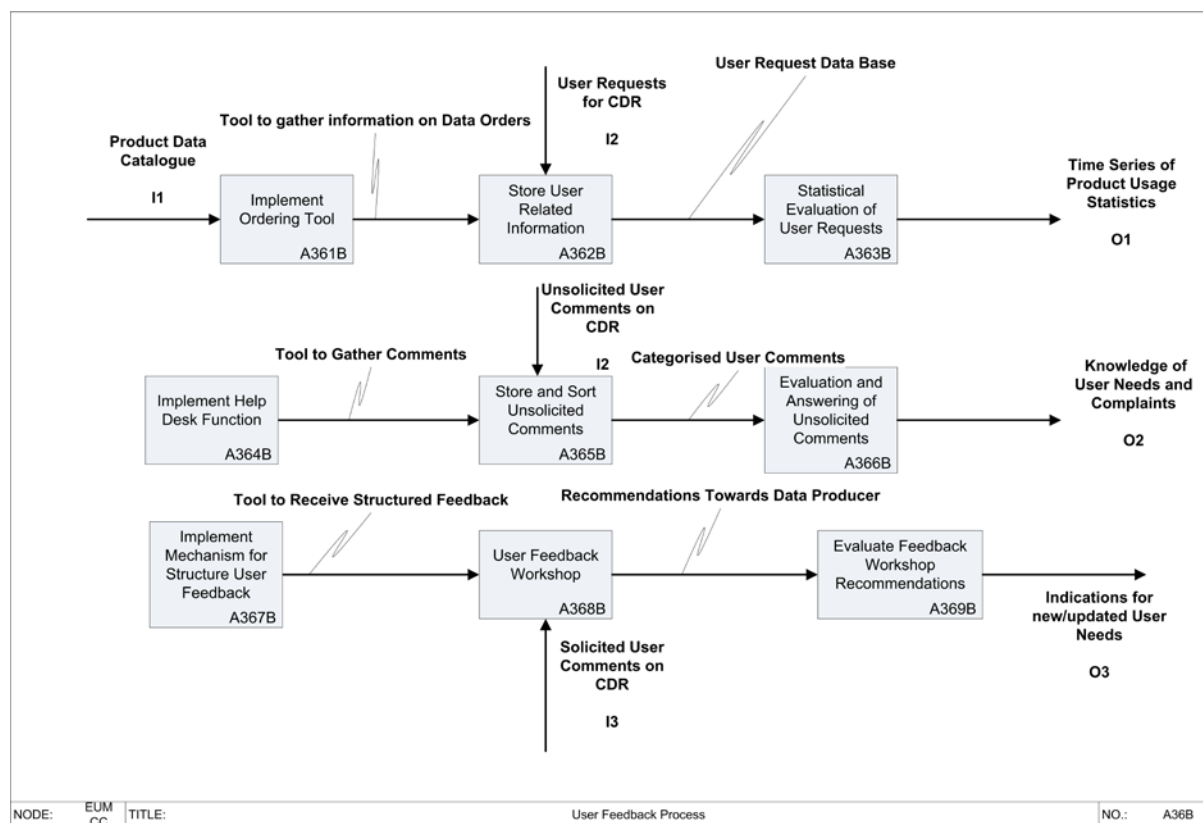 User Request Data Base
User Requests
for CDR
I2
Tool to gather information on Data Orders
Product Data
Catalogue
I1
Implement
Ordering Tool
A361B
Store User
Related
Information
A362B
Statistical
Evaluation of
User Requests
A363B
Time Series of
Product Usage
Statistics
O1
Unsolicited User
Comments on
CDR
I2
Tool to Gather Comments
Categorised User Comments
Implement Help
Desk Function
A364B
Store and Sort
Unsolicited
Comments
A365B
Evaluation and
Answering of
Unsolicited
Comments
A366B
Knowledge of
User Needs and
Complaints
O2
Tool to Receive Structured Feedback
Recommendations Towards Data Producer
Implement
Mechanism for
Structure User
Feedback
A367B
User Feedback
Workshop
A368B
Evaluate Feedback
Workshop
Recommendations
A369B
Indications for
new/updated User
Needs
O3
Solicited User
Comments on
CDR
I3
NODE:
EUM
CC
TITLE:
User Feedback Process
NO.:
A36B